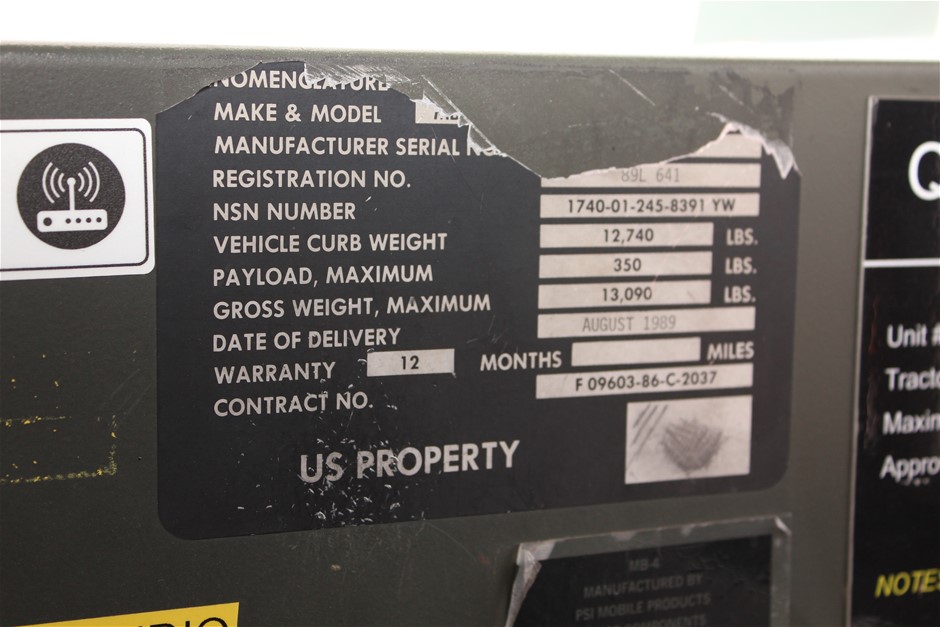 NOMENCLATURE
MAKE & MODEL
MANUFACTURER SERIAL NO.
REGISTRATION NO. 89L 641
NSN NUMBER 1740-01-245-8391 YW
VEHICLE CURB WEIGHT 12,740 LBS.
PAYLOAD, MAXIMUM 350 LBS.
GROSS WEIGHT, MAXIMUM 13,090 LBS.
DATE OF DELIVERY AUGUST 1989
WARRANTY 12 MONTHS MILES
CONTRACT NO. F 09603-86-C-2037
US PROPERTY
MB-4
MANUFACTURED BY
PSI MOBILE PRODUCTS
COMPONENTS
Q
Unit #
Tracto
Maxim
Appro
NOTES